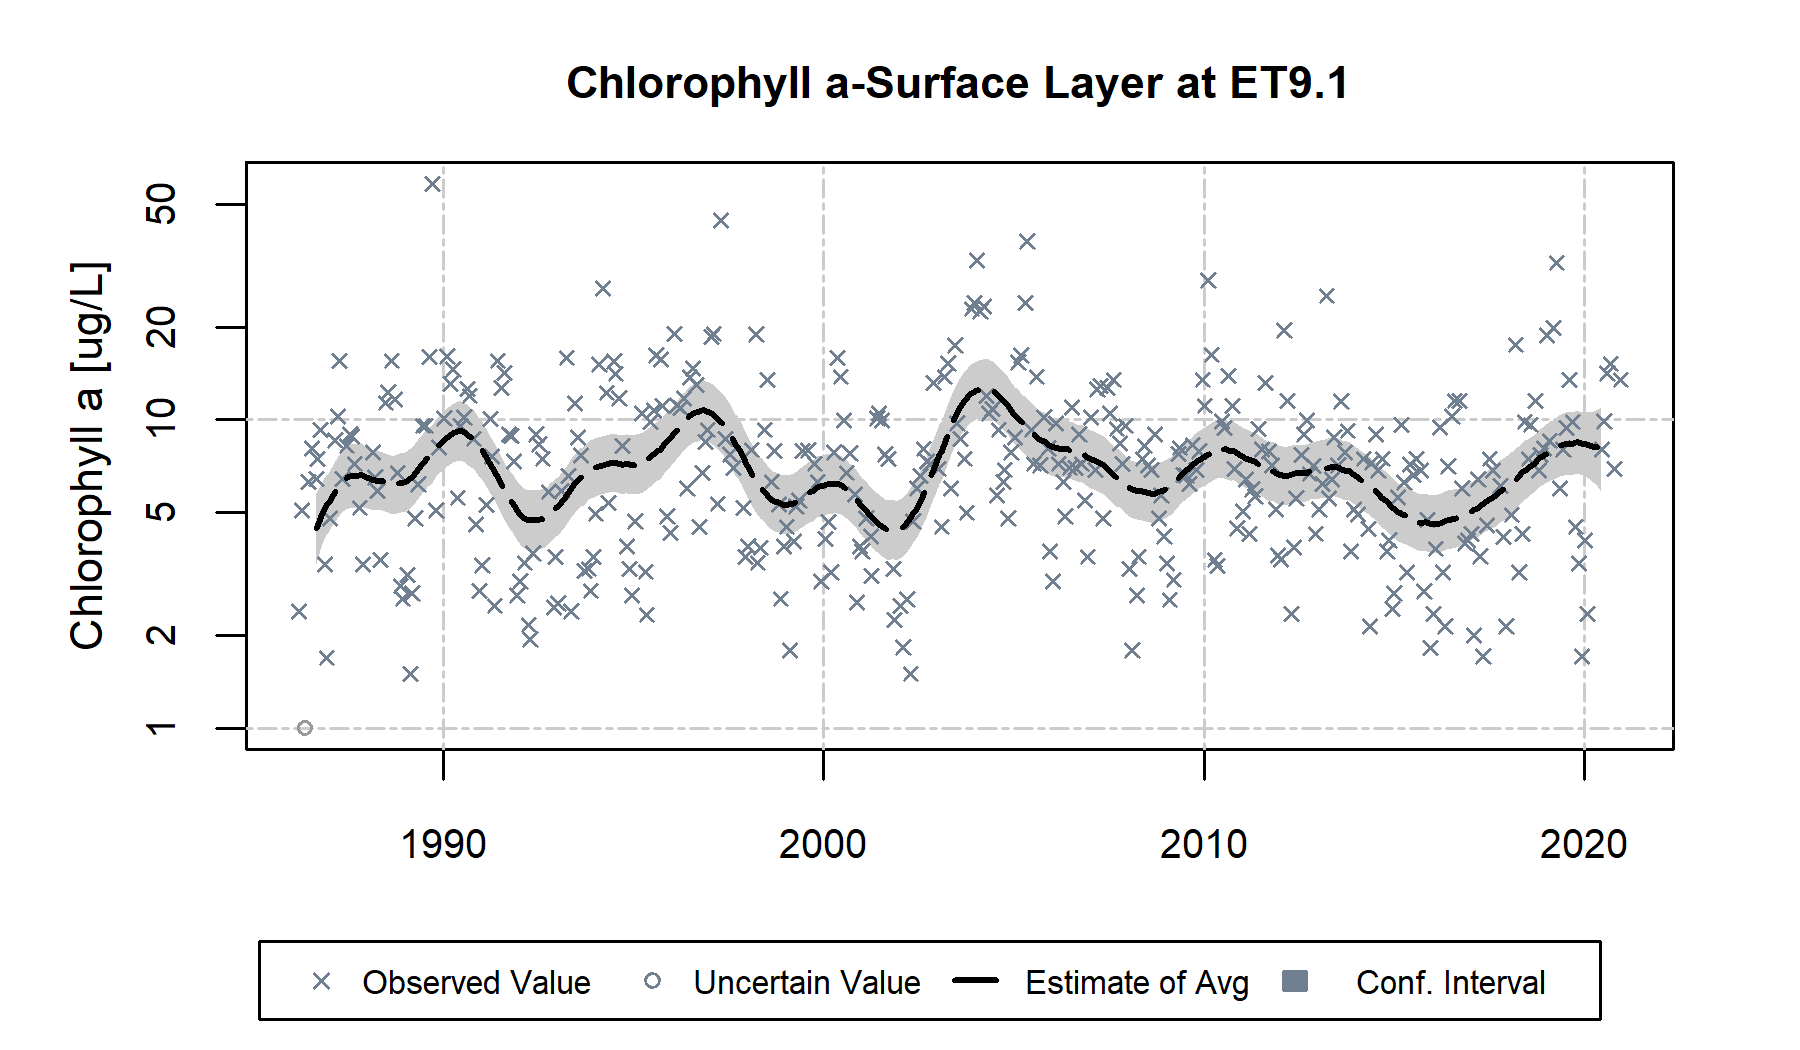 Chlorophyll a-Surface Layer at ET9.1
Chlorophyll a [ug/L]
50
20
10
5
2
1
1990 2000 2010 2020
Observed Value Uncertain Value Estimate of Avg Conf. Interval